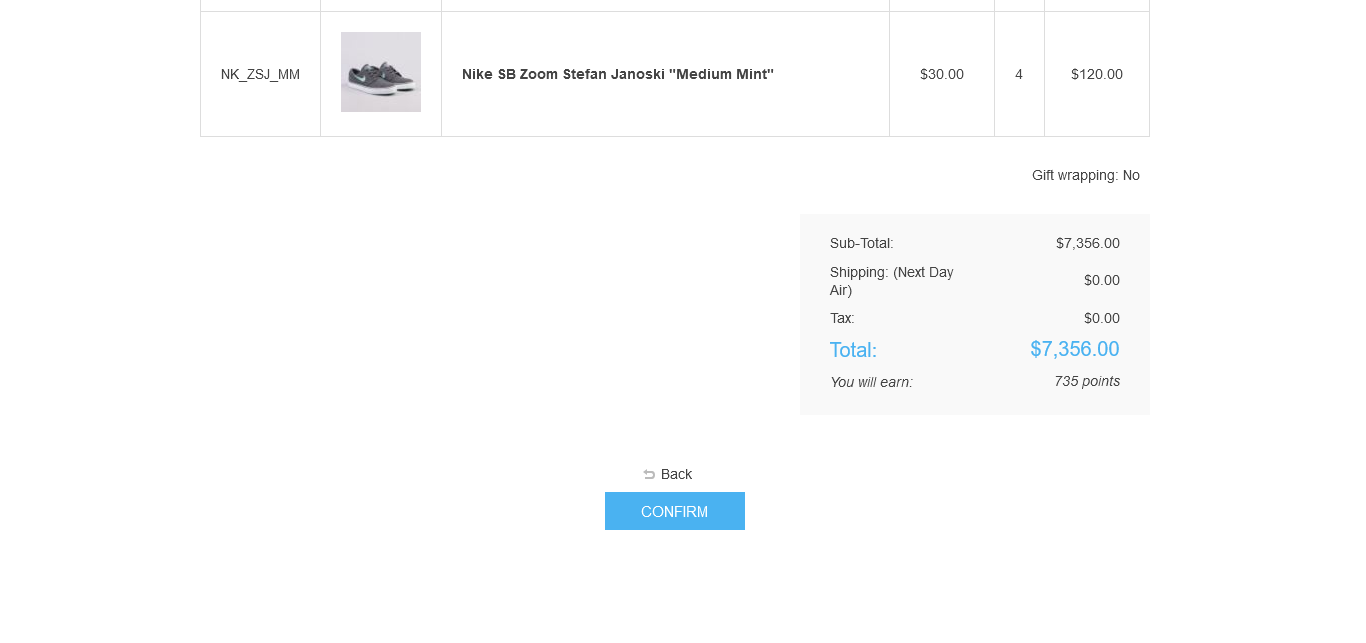 NK_ZSJ_MM Nike SB Zoom Stefan Janoski "Medium Mint" $30.00 4 $120.00
Gift wrapping: No
Sub-Total: $7,356.00
Shipping: (Next Day
Air) $0.00
Tax: $0.00
Total: $7,356.00
You will earn: 735 points
Back
CONFIRM